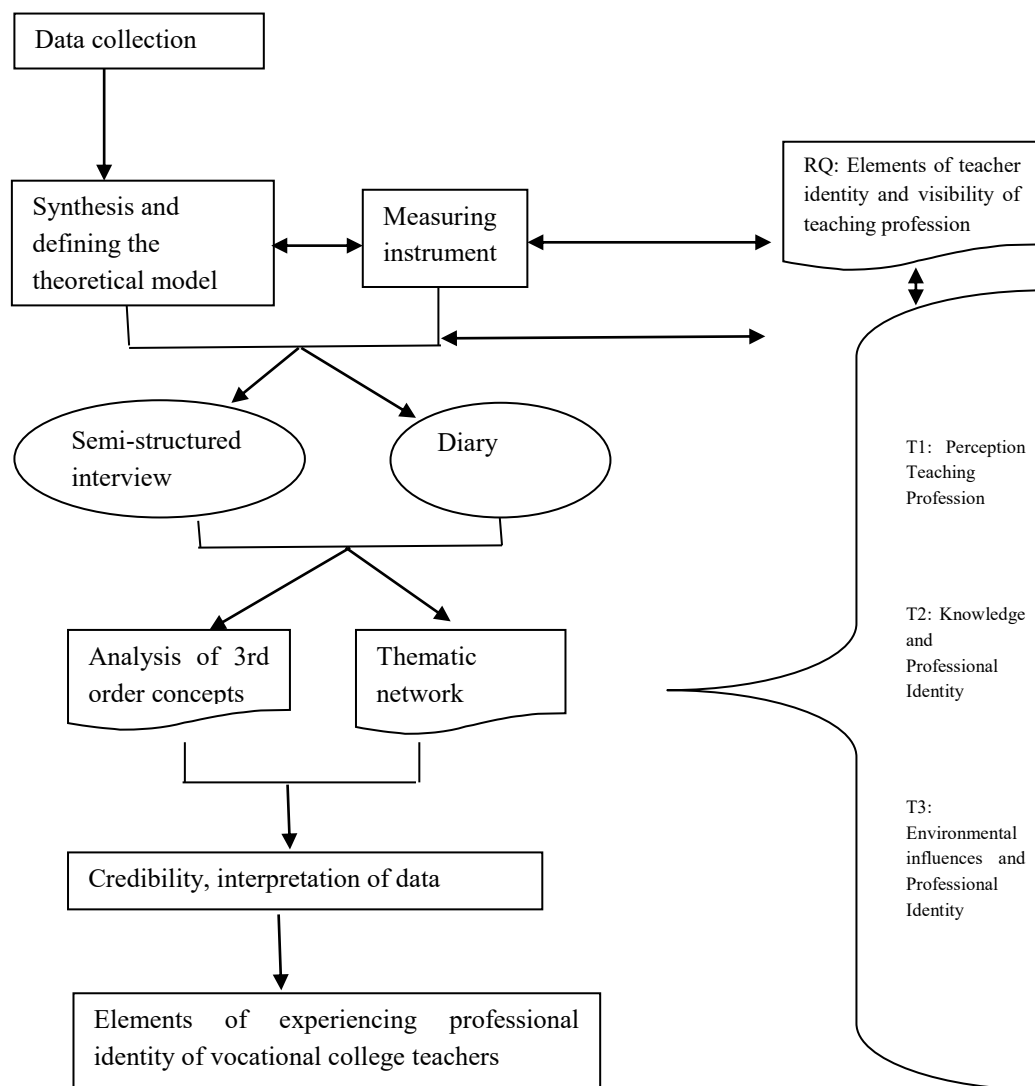 Data collection
RQ: Elements of teacher
identity and visibility of
teaching profession
Synthesis and
defining the
theoretical model
Measuring
instrument
Semi-structured
interview
Diary
T1: Perception
Teaching
Profession
T2: Knowledge
and
Professional
Identity
Analysis of 3rd
order concepts
Thematic
network
T3:
Environmental
influences and
Professional
Identity
Credibility, interpretation of data
Elements of experiencing professional
identity of vocational college teachers